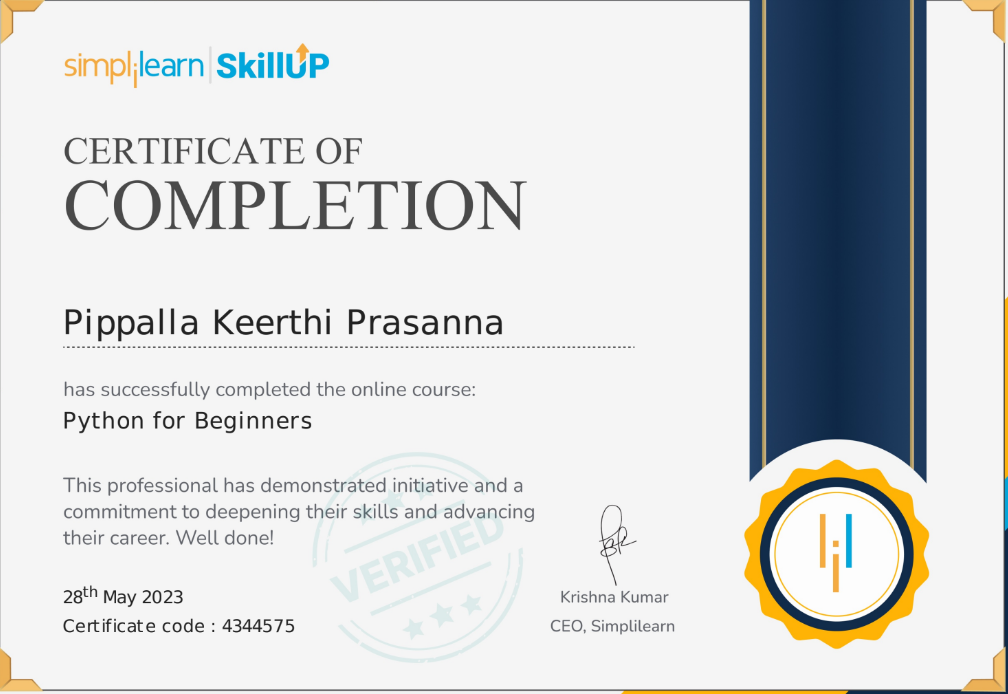 simplilearn | SkillUP
CERTIFICATE OF
COMPLETION
Pippalla Keerthi Prasanna
has successfully completed the online course:
Python for Beginners
This professional has demonstrated initiative and a
commitment to deepening their skills and advancing
their career. Well done!
VERIFIED
28th May 2023
Certificate code : 4344575
Krishna Kumar
CEO, Simplilearn